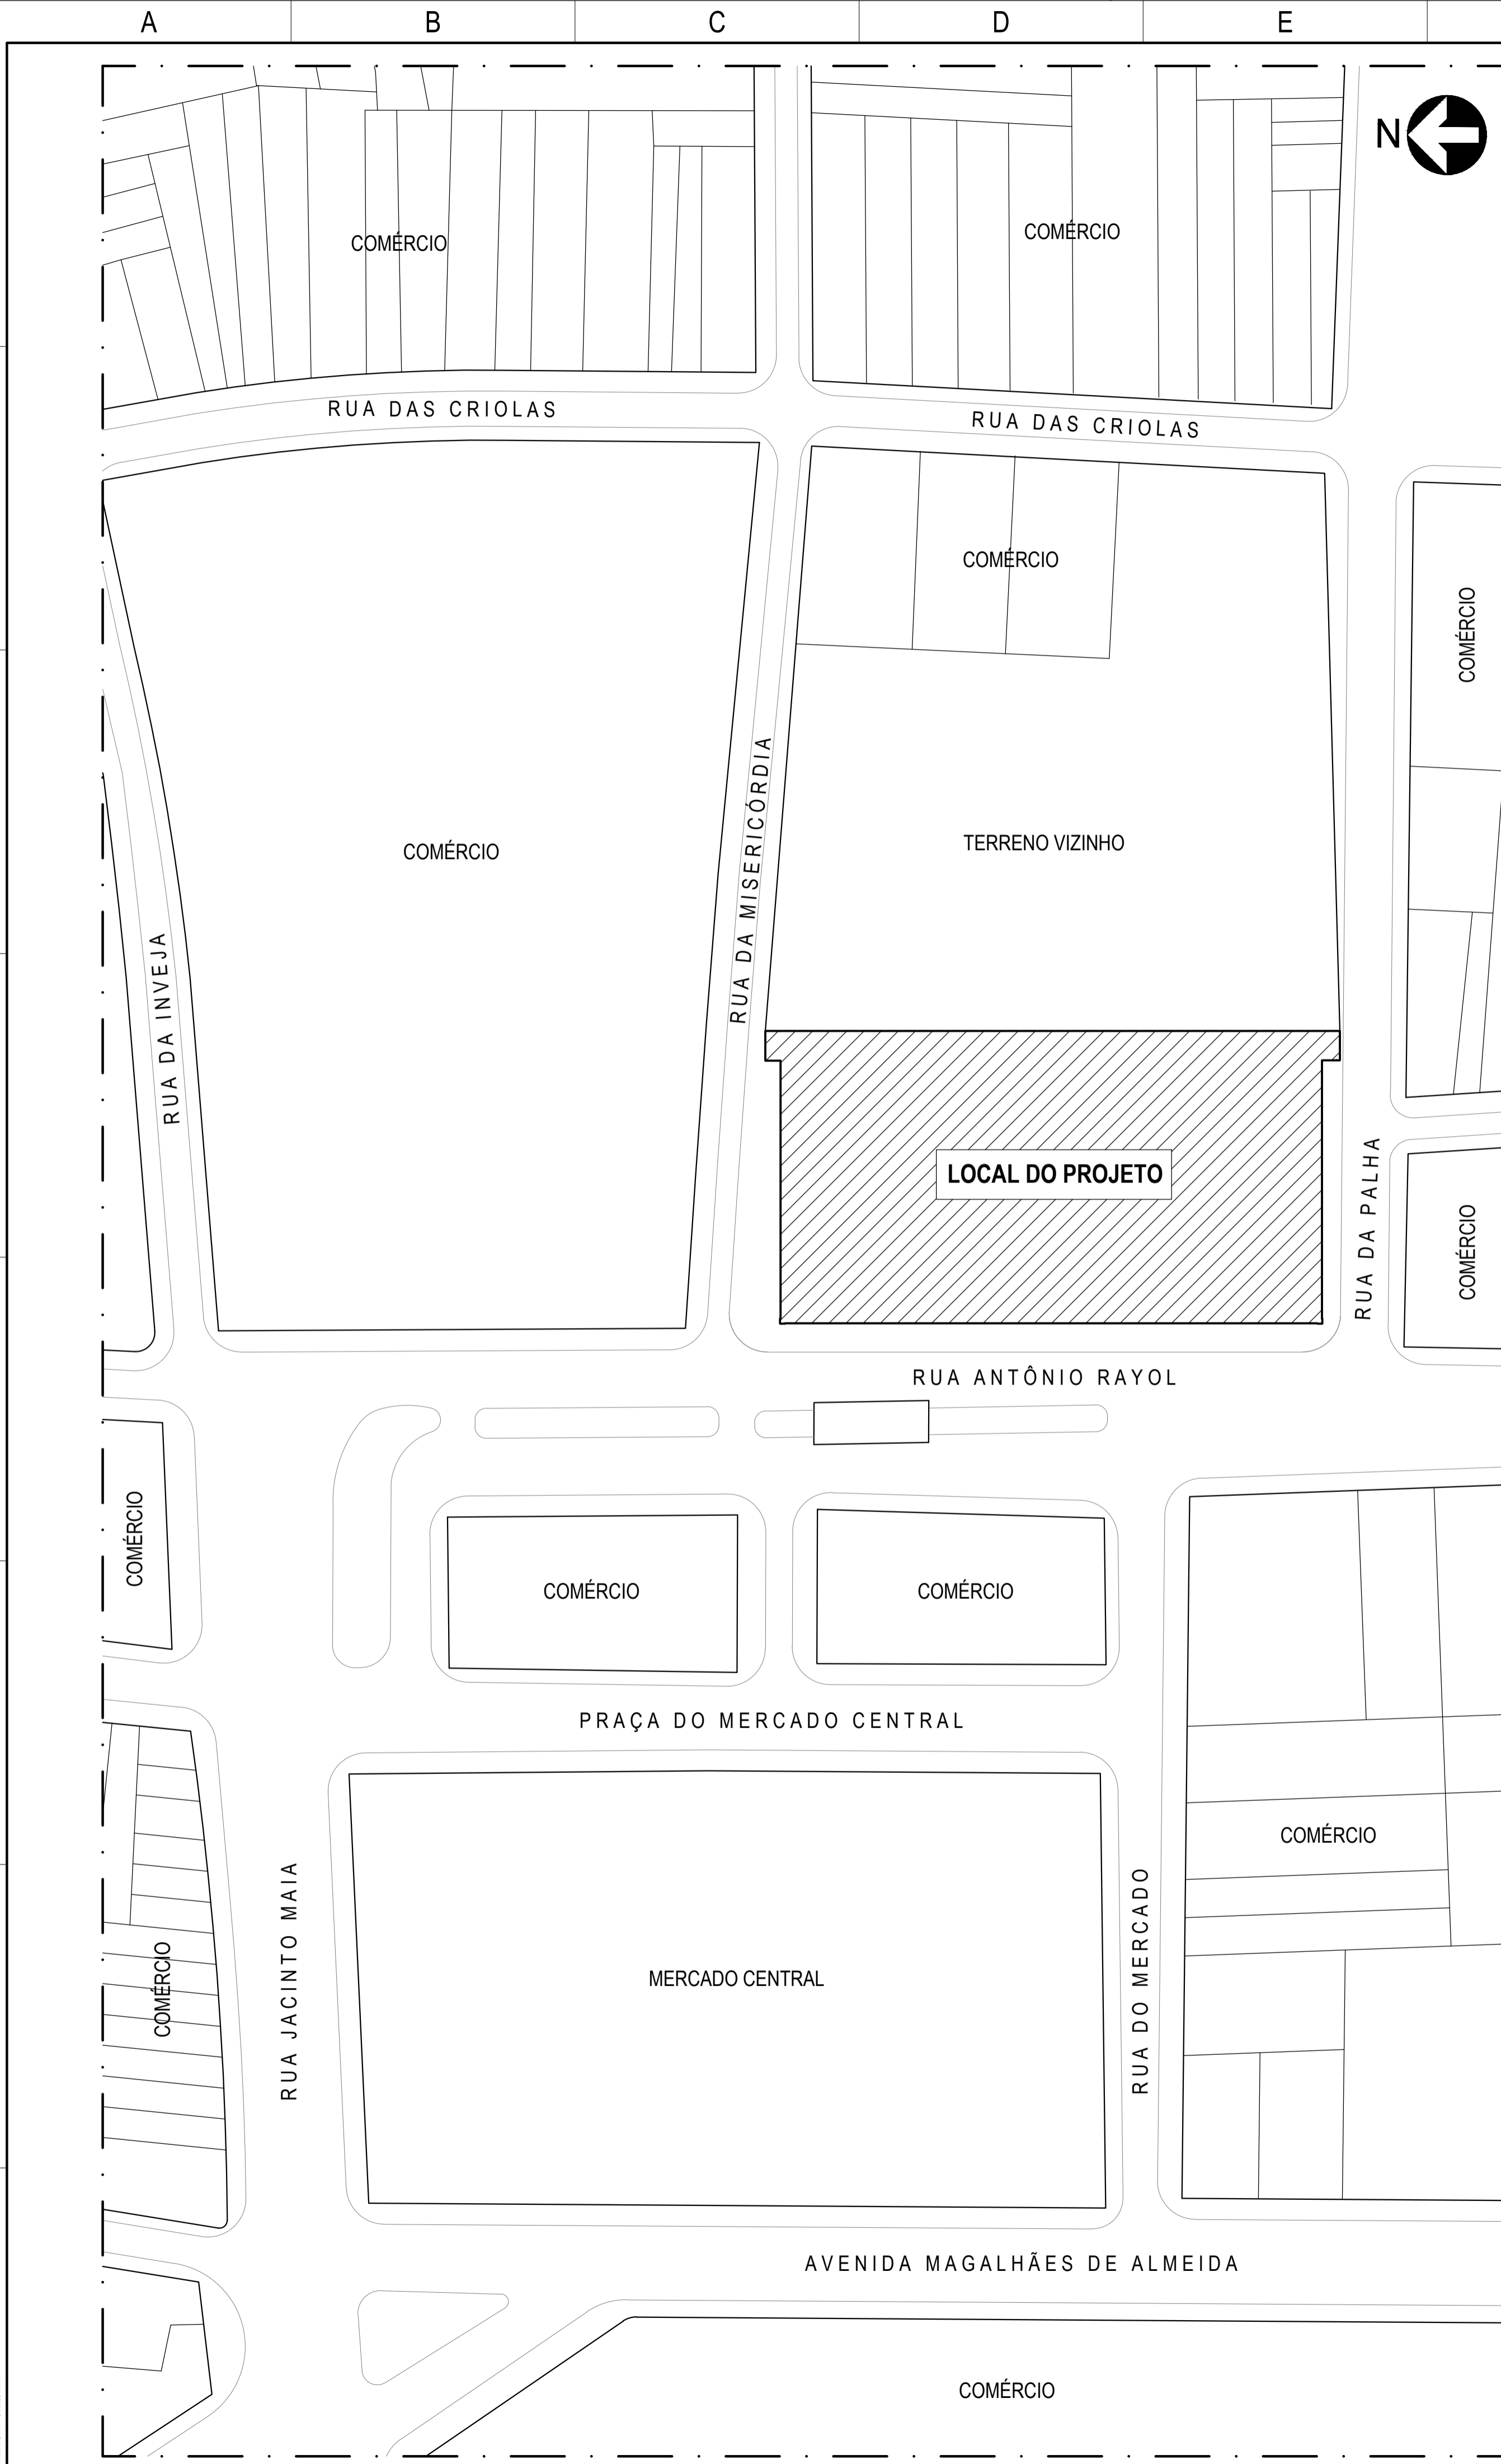 A B C D E
N
COMÉRCIO
COMÉRCIO
RUA DAS CRIOLAS
RUA DAS CRIOLAS
COMÉRCIO
COMÉRCIO
RUA DA MISERICÓRDIA
TERRENO VIZINHO
COMÉRCIO
RUA DA INVEJA
LOCAL DO PROJETO
RUA DA PALHA
COMÉRCIO
RUA ANTÔNIO RAYOL
COMÉRCIO
COMÉRCIO
COMÉRCIO
PRAÇA DO MERCADO CENTRAL
COMÉRCIO
RUA JACINTO MAIA
RUA DO MERCADO
COMÉRCIO
MERCADO CENTRAL
AVENIDA MAGALHÃES DE ALMEIDA
COMÉRCIO